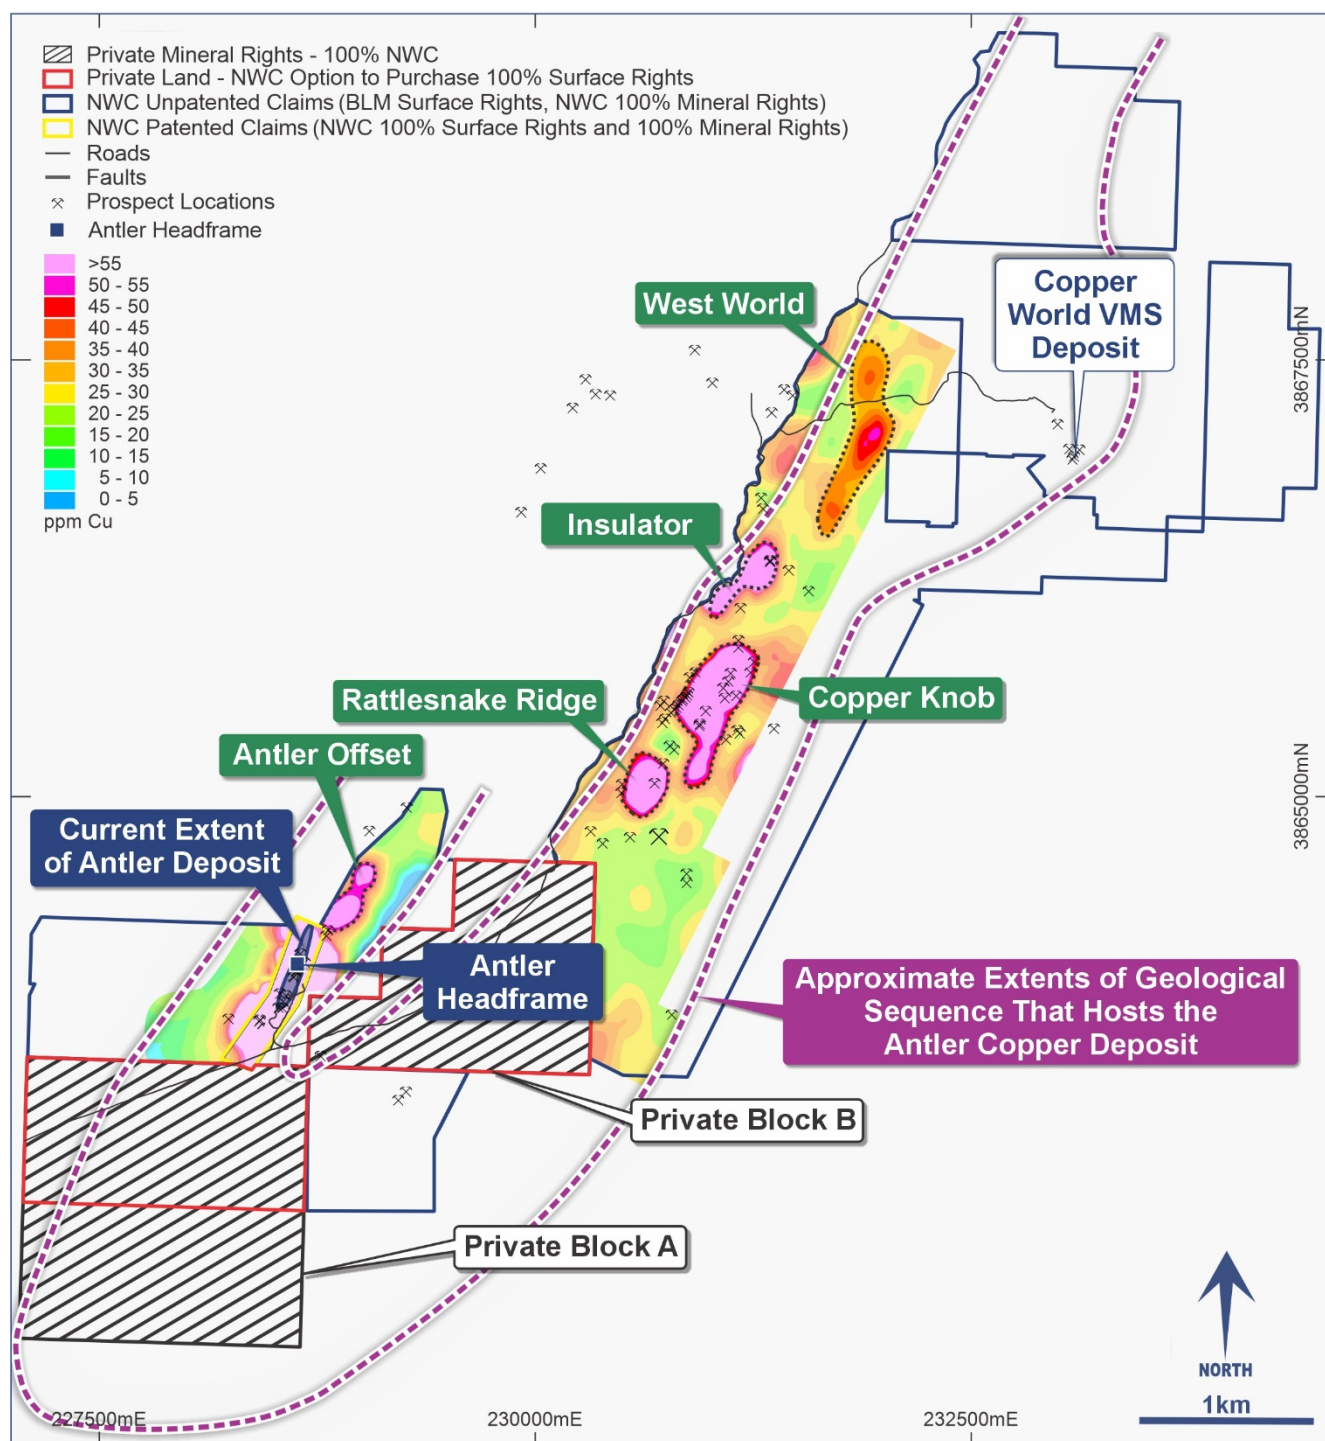 Private Mineral Rights - 100% NWC
Private Land - NWC Option to Purchase 100% Surface Rights
NWC Unpatented Claims (BLM Surface Rights, NWC 100% Mineral Rights)
NWC Patented Claims (NWC 100% Surface Rights and 100% Mineral Rights)
Roads
Faults
Prospect Locations
Antler Headframe
>55
50 - 55
45 - 50
40 - 45
35 - 40
30 - 35
25 - 30
20 - 25
15 - 20
10 - 15
5 - 10
0 - 5
ppm Cu
West World
Copper
World VMS
Deposit
3867500mN
Insulator
Rattlesnake Ridge
Copper Knob
Antler Offset
Current Extent
of Antler Deposit
3865000mN
Antler
Headframe
Approximate Extents of Geological
Sequence That Hosts the
Antler Copper Deposit
Private Block B
Private Block A
NORTH
1km
227500mE
230000mE
232500mE